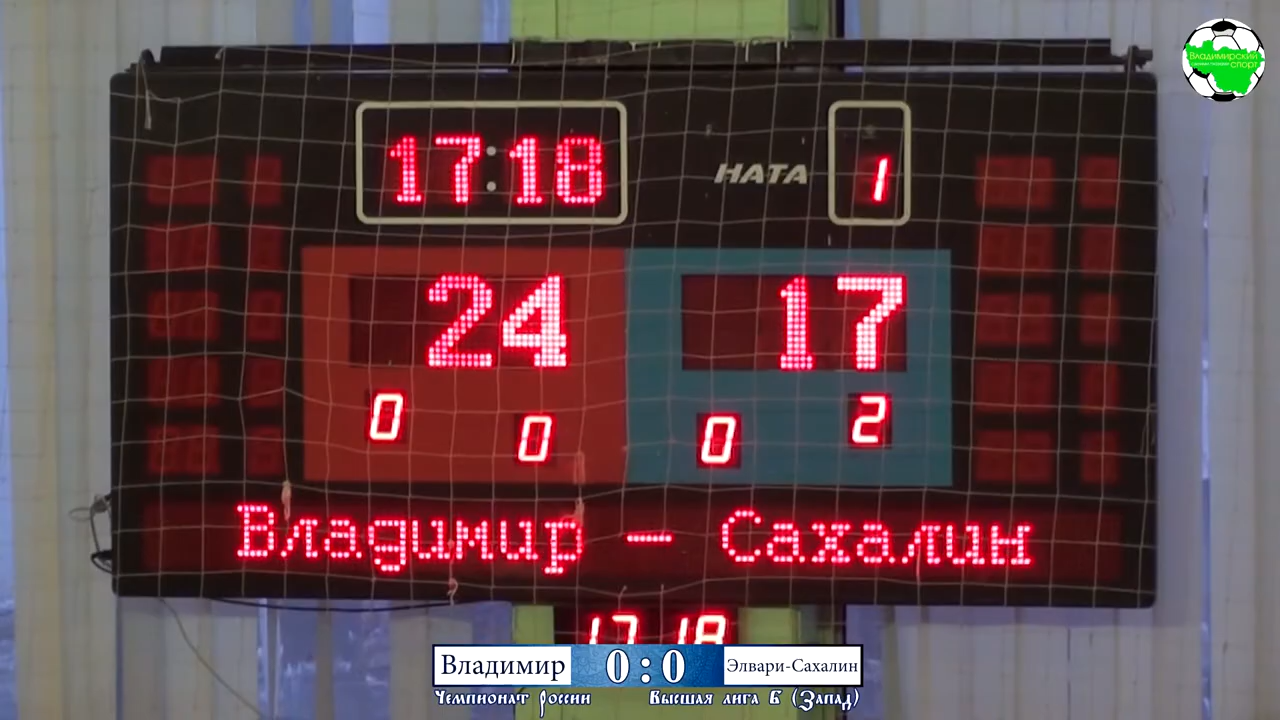 Владимирский
спорт
17:18
НАТА
1
24
17
0
0
0
2
Владимир - Сахалин
17 18
Владимир 0:0 Элвари-Сахалин
Чемпионат России Высшая лига Б (Запад)